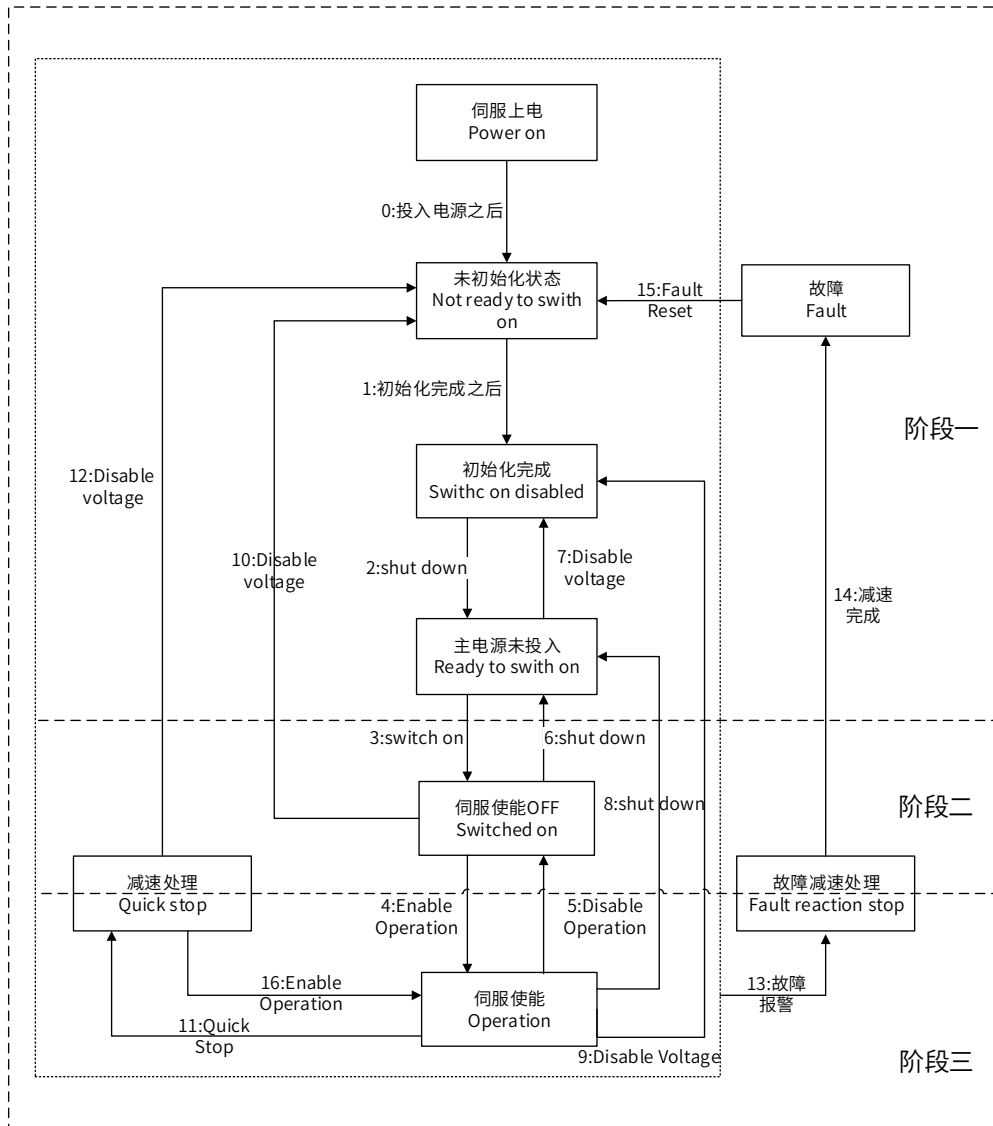 伺服上电
Power on
0:投入电源之后
未初始化状态
Not ready to swith
on
15:Fault
Reset
故障
Fault
1:初始化完成之后
阶段一
初始化完成
Swithc on disabled
12:Disable
voltage
10:Disable
voltage
2:shut down
7:Disable
voltage
14:减速
完成
主电源未投入
Ready to swith on
3:switch on
6:shut down
伺服使能OFF
Switched on
8:shut down
阶段二
减速处理
Quick stop
故障减速处理
Fault reaction stop
4:Enable
Operation
5:Disable
Operation
16:Enable
Operation
伺服使能
Operation
13:故障
报警
11:Quick
Stop
9:Disable Voltage
阶段三